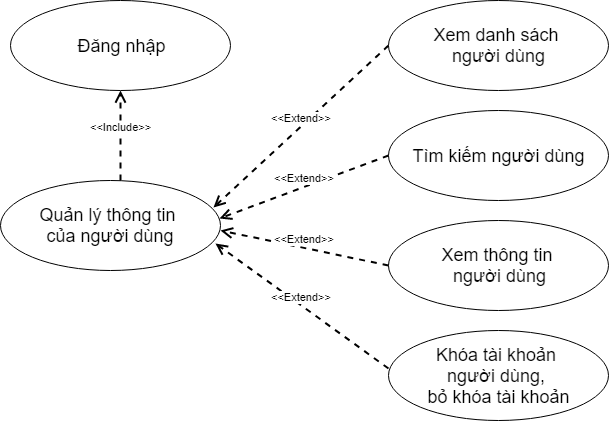 Đăng nhập
<<Include>>
Quản lý thông tin
của người dùng
<<Extend>>
Xem danh sách
người dùng
<<Extend>>
Tìm kiếm người dùng
<<Extend>>
Xem thông tin
người dùng
<<Extend>>
Khóa tài khoản
người dùng,
bỏ khóa tài khoản